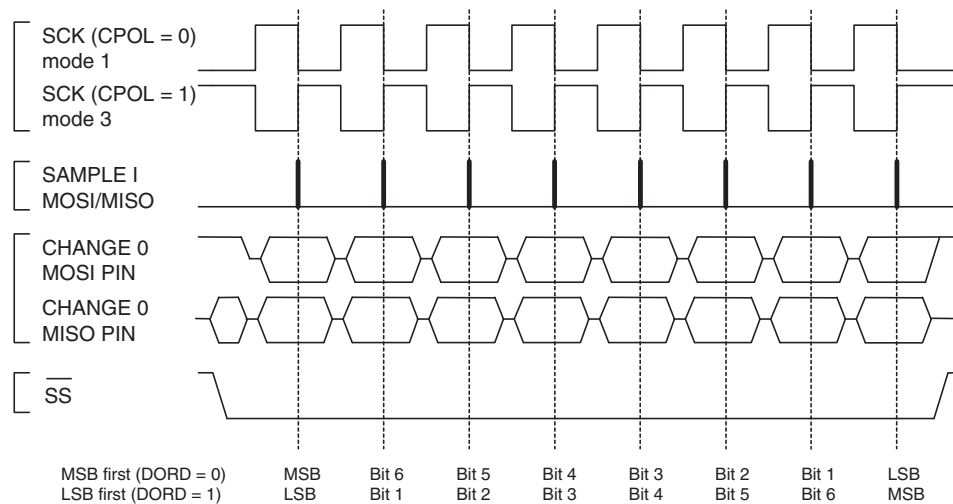 SCK (CPOL = 0)
mode 1
SCK (CPOL = 1)
mode 3
SAMPLE I
MOSI/MISO
CHANGE 0
MOSI PIN
CHANGE 0
MISO PIN
SS
MSB first (DORD = 0) MSB Bit 6 Bit 5 Bit 4 Bit 3 Bit 2 Bit 1 LSB
LSB first (DORD = 1) LSB Bit 1 Bit 2 Bit 3 Bit 4 Bit 5 Bit 6 MSB